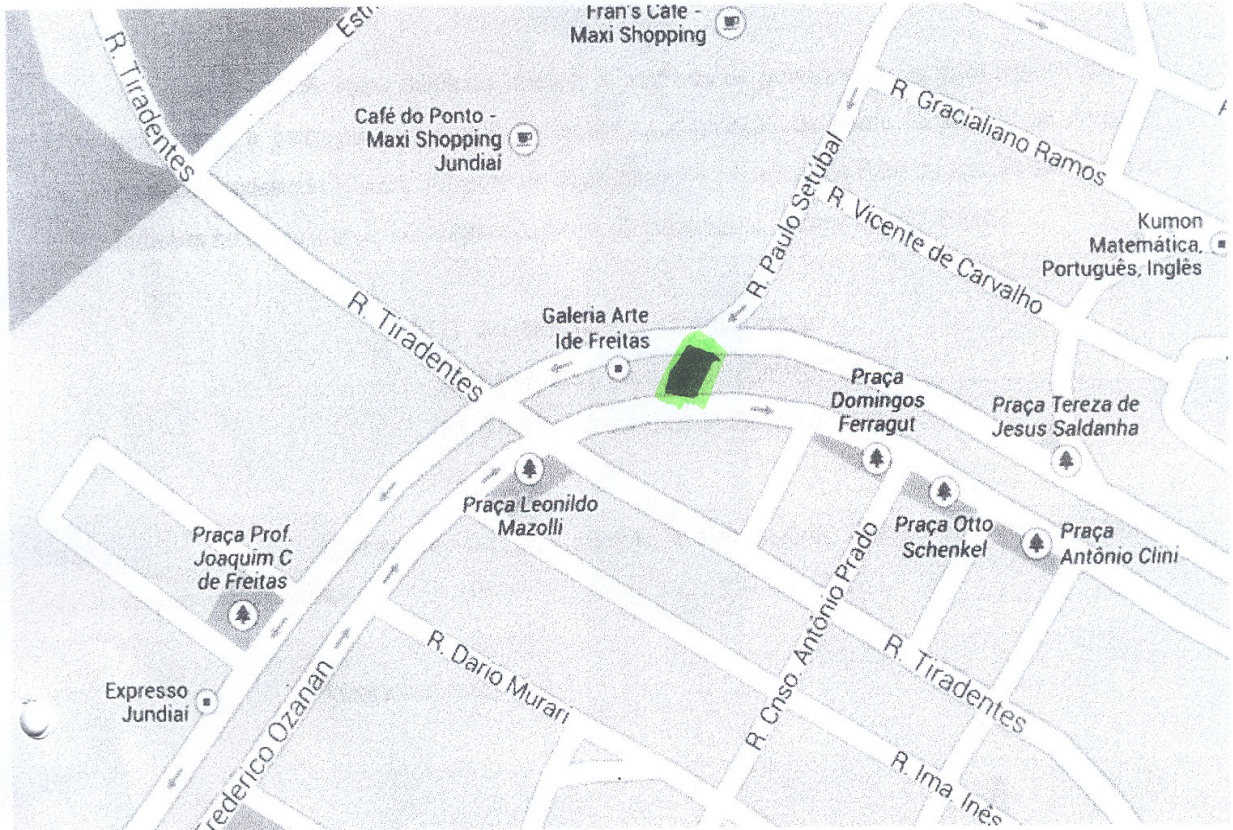 Estr
Fran's Café -
Maxi Shopping
R. Tiradentes
Café do Ponto -
Maxi Shopping
Jundiaí
R. Gracialiano Ramos
R. Paulo Setubal
R. Vicente de Carvalho
Kumon
Matemática,
Português, Inglês
R. Tiradentes
Galeria Arte
Ide Freitas
Praça
Domingos
Ferragut
Praça Tereza de
Jesus Saldanha
Praça Leonildo
Mazolli
Praça Prof.
Joaquim C
de Freitas
Praça Otto
Schenkel
Praça
Antônio Clini
R. Cnso. Antônio Prado
R. Tiradentes
R. Dario Murari
Expresso
Jundiaí
Frederico Ozanan
R. Ima. Inês